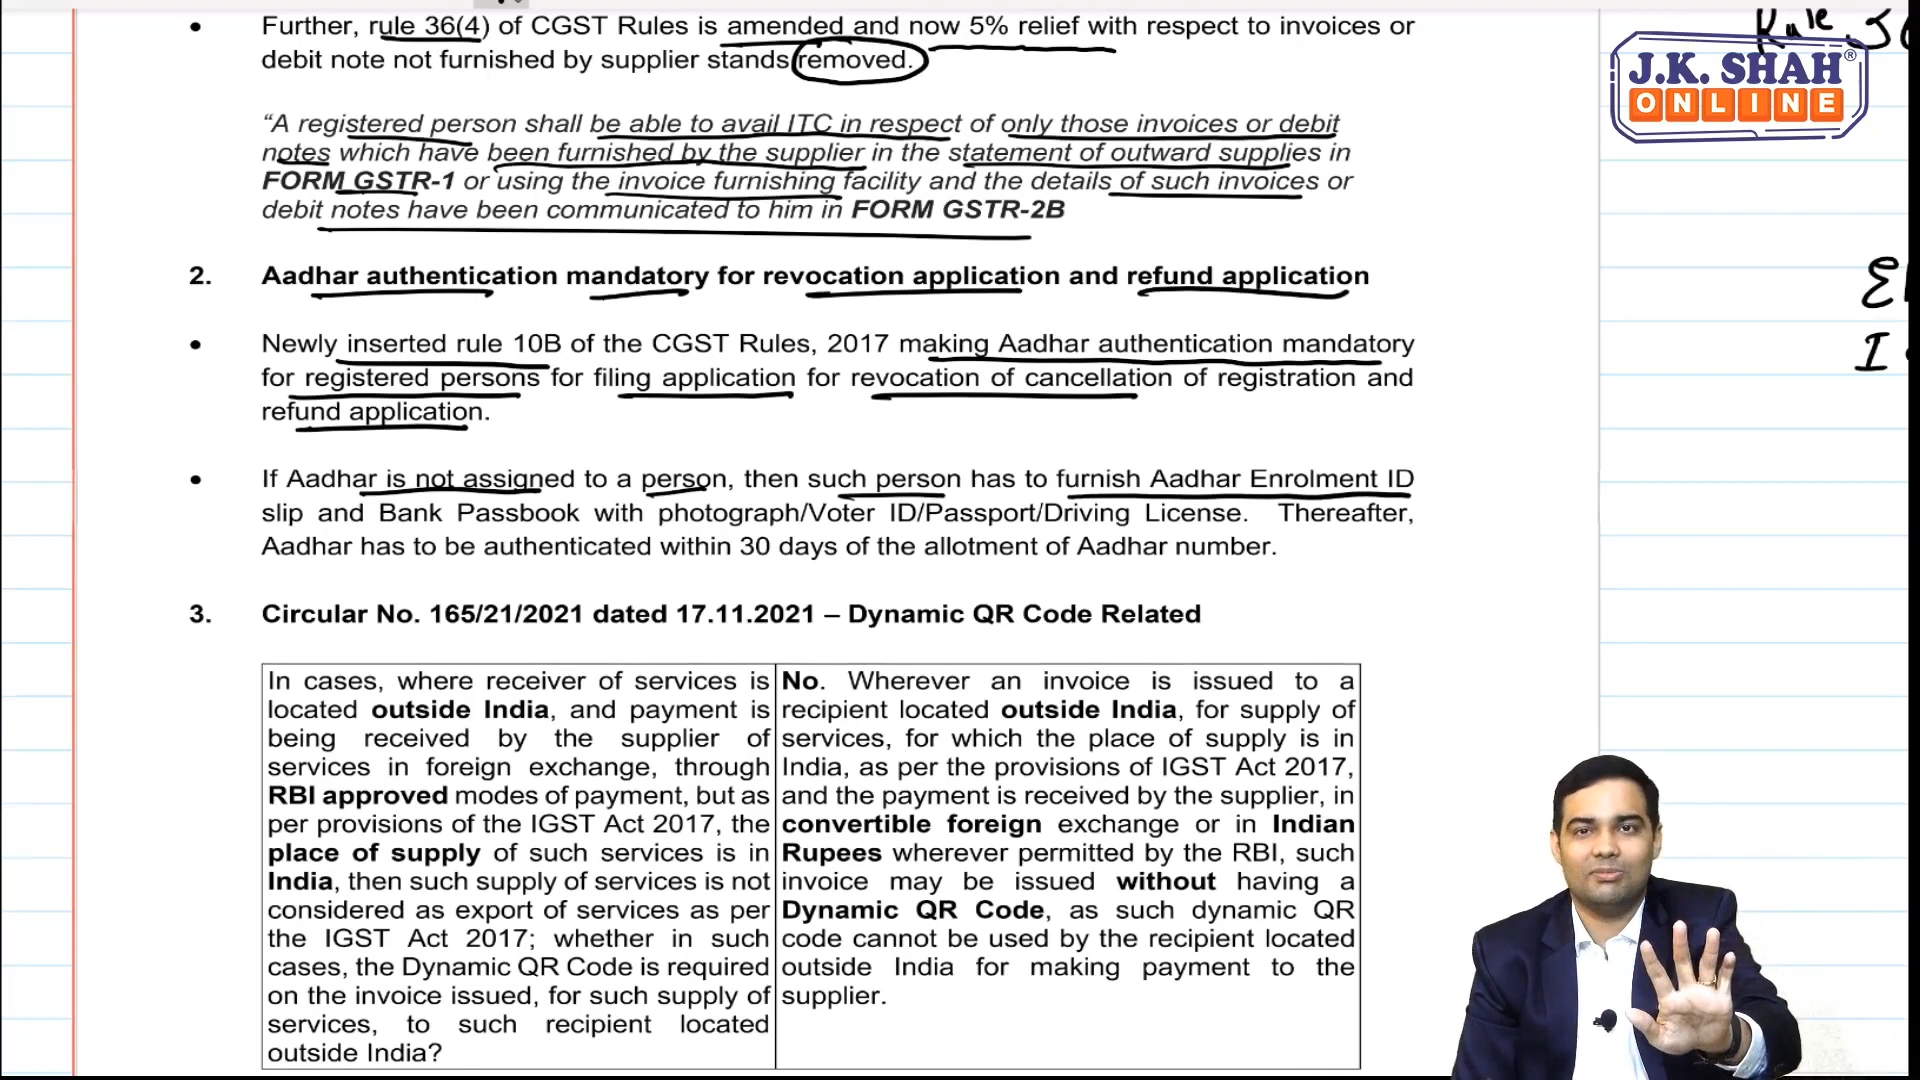 • Further, rule 36(4) of CGST Rules is amended and now 5% relief with respect to invoices or
debit note not furnished by supplier stands removed.
“A registered person shall be able to avail ITC in respect of only those invoices or debit
notes which have been furnished by the supplier in the statement of outward supplies in
FORM GSTR-1 or using the invoice furnishing facility and the details of such invoices or
debit notes have been communicated to him in FORM GSTR-2B
2. Aadhar authentication mandatory for revocation application and refund application
• Newly inserted rule 10B of the CGST Rules, 2017 making Aadhar authentication mandatory
for registered persons for filing application for revocation of cancellation of registration and
refund application.
• If Aadhar is not assigned to a person, then such person has to furnish Aadhar Enrolment ID
slip and Bank Passbook with photograph/Voter ID/Passport/Driving License. Thereafter,
Aadhar has to be authenticated within 30 days of the allotment of Aadhar number.
3. Circular No. 165/21/2021 dated 17.11.2021 – Dynamic QR Code Related
In cases, where receiver of services is
located outside India, and payment is
being received by the supplier of
services in foreign exchange, through
RBI approved modes of payment, but as
per provisions of the IGST Act 2017, the
place of supply of such services is in
India, then such supply of services is not
considered as export of services as per
the IGST Act 2017; whether in such
cases, the Dynamic QR Code is required
on the invoice issued, for such supply of
services, to such recipient located
outside India?
No. Wherever an invoice is issued to a
recipient located outside India, for supply of
services, for which the place of supply is in
India, as per the provisions of IGST Act 2017,
and the payment is received by the supplier, in
convertible foreign exchange or in Indian
Rupees wherever permitted by the RBI, such
invoice may be issued without having a
Dynamic QR Code, as such dynamic QR
code cannot be used by the recipient located
outside India for making payment to the
supplier.
Rule
J.K. SHAH®
ONLINE